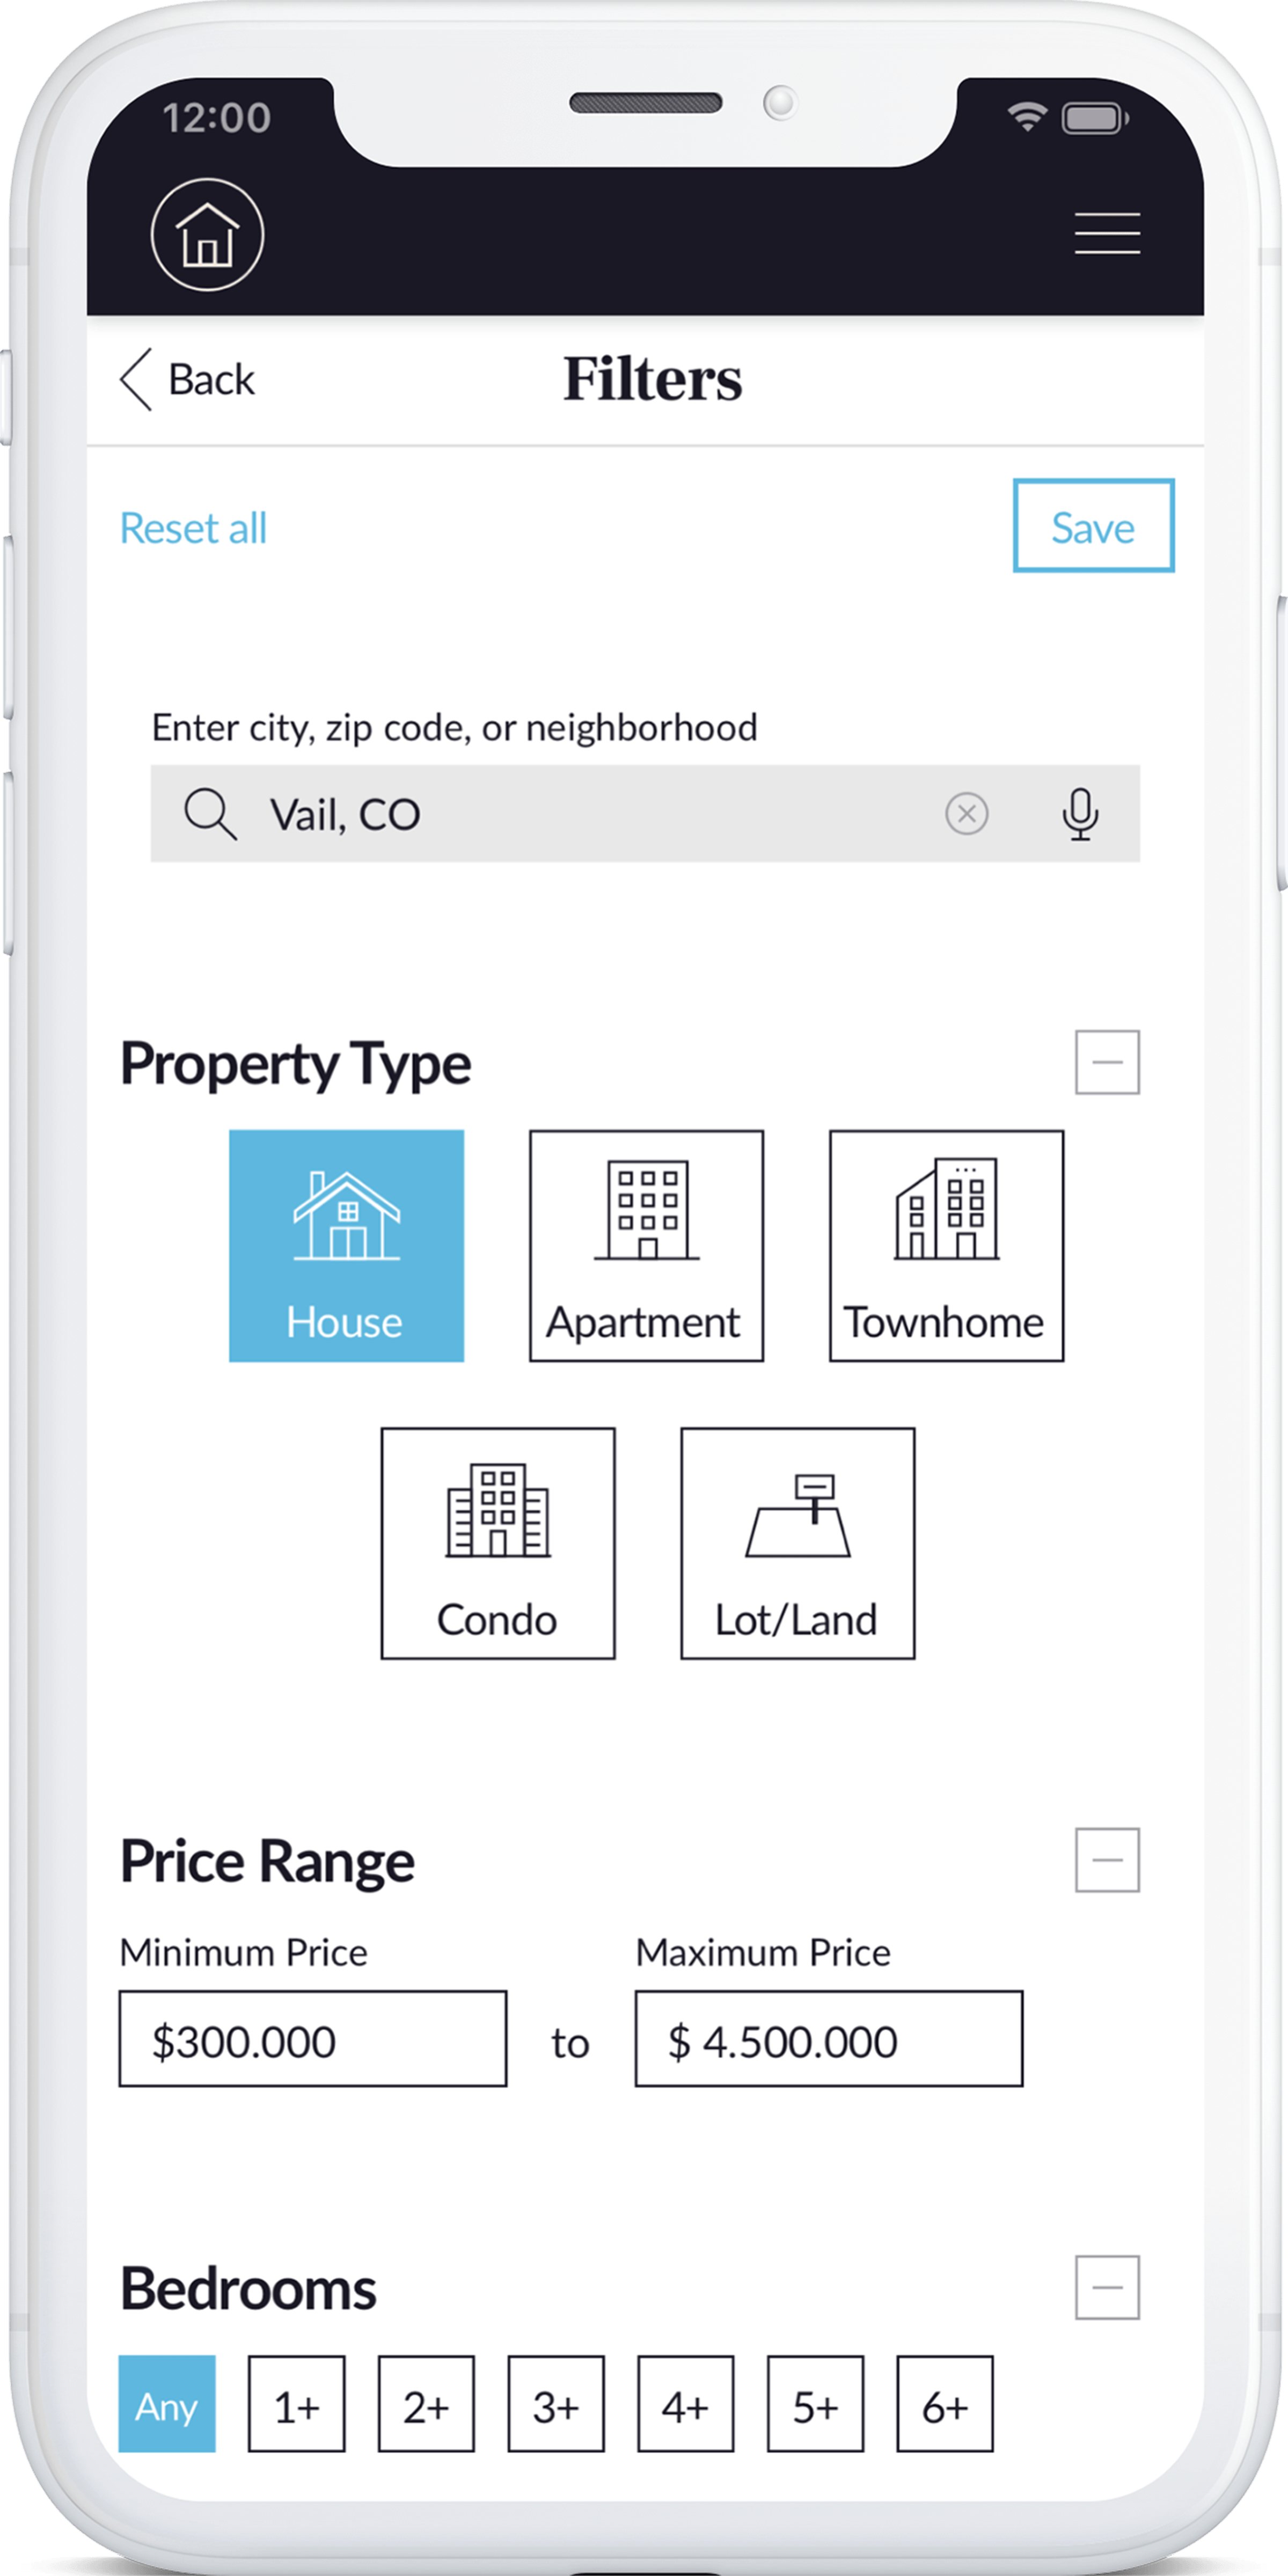 12:00
Back
Filters
Reset all
Save
Enter city, zip code, or neighborhood
Vail, CO
Property Type
House
Apartment
Townhome
Condo
Lot/Land
Price Range
Minimum Price
Maximum Price
$300.000
to
$ 4.500.000
Bedrooms
Any
1+
2+
3+
4+
5+
6+